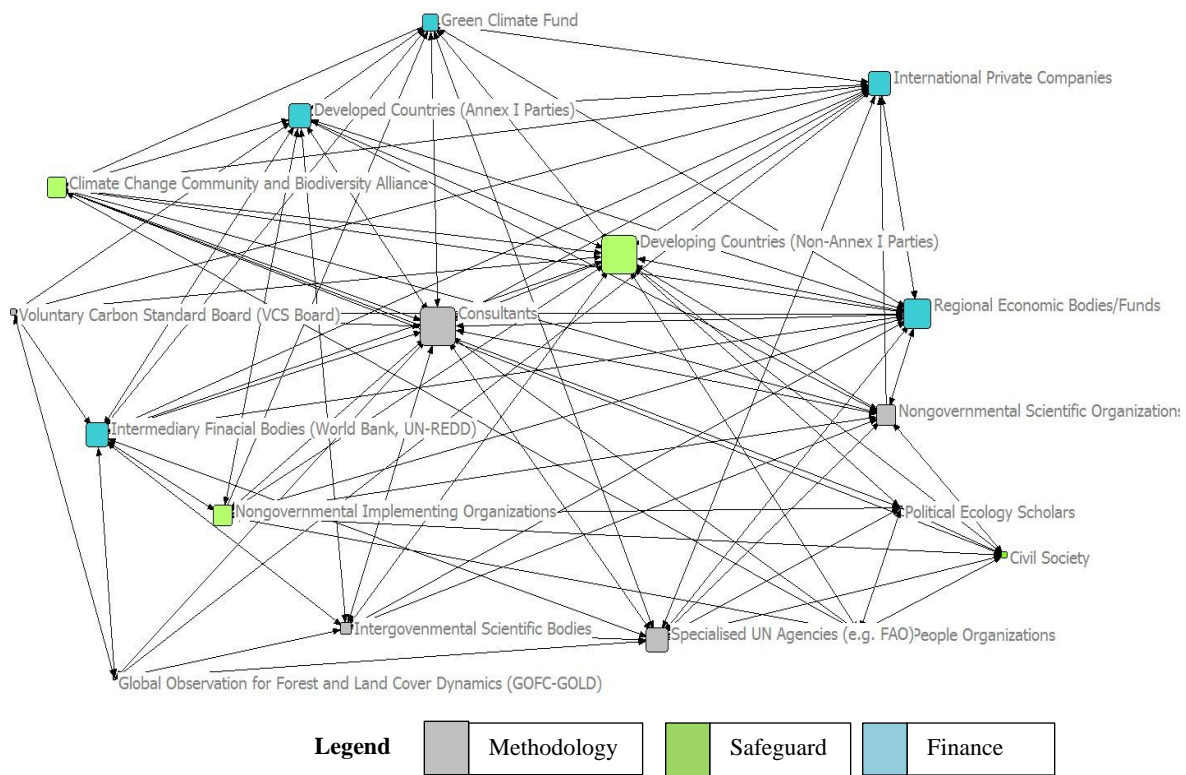 Green Climate Fund
International Private Companies
Developed Countries (Annex I Parties)
Climate Change Community and Biodiversity Alliance
Developing Countries (Non-Annex I Parties)
Voluntary Carbon Standard Board (VCS Board)
Consultants
Regional Economic Bodies/Funds
Nongovernmental Scientific Organizations
Intermediary Finacial Bodies (World Bank, UN-REDD)
Nongovernmental Implementing Organizations
Political Ecology Scholars
Civil Society
Intergovenmental Scientific Bodies
Specialised UN Agencies (e.g. FAO)
People Organizations
Global Observation for Forest and Land Cover Dynamics (GOFC-GOLD)
Legend
Methodology
Safeguard
Finance